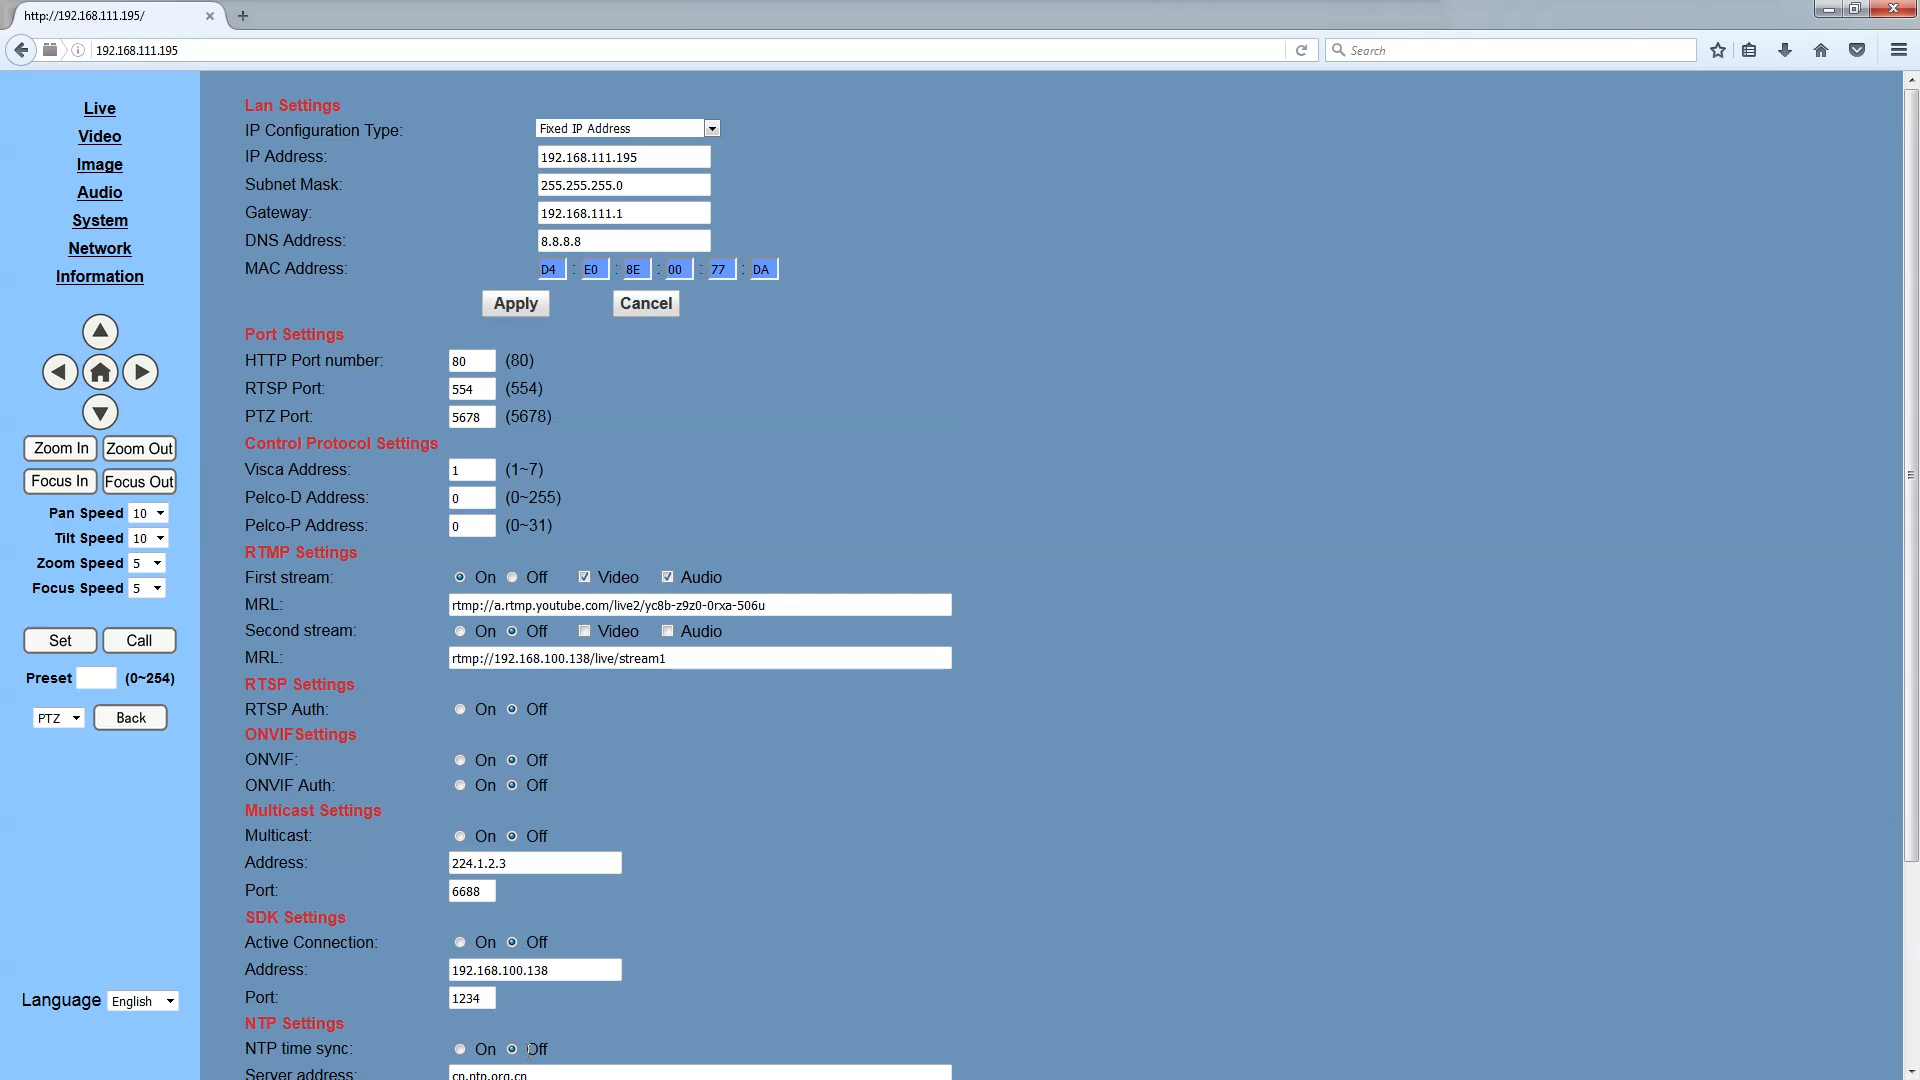 http://192.168.111.195/
192.168.111.195
Search
Live
Video
Image
Audio
System
Network
Information
Zoom In Zoom Out
Focus In Focus Out
Pan Speed 10
Tilt Speed 10
Zoom Speed 5
Focus Speed 5
Set Call
Preset (0~254)
PTZ Back
Language English
Lan Settings
IP Configuration Type: Fixed IP Address
IP Address: 192.168.111.195
Subnet Mask: 255.255.255.0
Gateway: 192.168.111.1
DNS Address: 8.8.8.8
MAC Address: D4 : E0 : 8E : 00 : 77 : DA
Apply Cancel
Port Settings
HTTP Port number: 80 (80)
RTSP Port: 554 (554)
PTZ Port: 5678 (5678)
Control Protocol Settings
Visca Address: 1 (1~7)
Pelco-D Address: 0 (0~255)
Pelco-P Address: 0 (0~31)
RTMP Settings
First stream: On Off Video Audio
MRL: rtmp://a.rtmp.youtube.com/live2/yc8b-z9z0-0rxa-506u
Second stream: On Off Video Audio
MRL: rtmp://192.168.100.138/live/stream1
RTSP Settings
RTSP Auth: On Off
ONVIFSettings
ONVIF: On Off
ONVIF Auth: On Off
Multicast Settings
Multicast: On Off
Address: 224.1.2.3
Port: 6688
SDK Settings
Active Connection: On Off
Address: 192.168.100.138
Port: 1234
NTP Settings
NTP time sync: On Off
Server address: cn.ntp.org.cn